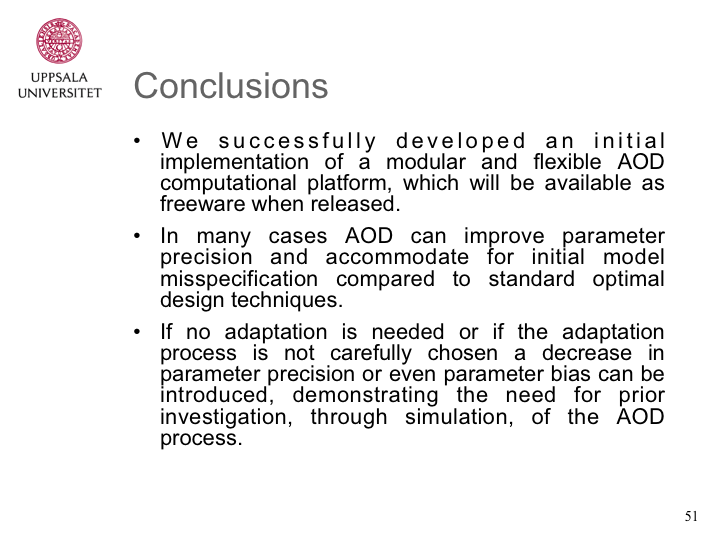 UPPSALA
UNIVERSITET
Conclusions
• We successfully developed an initial
implementation of a modular and flexible AOD
computational platform, which will be available as
freeware when released.
• In many cases AOD can improve parameter
precision and accommodate for initial model
misspecification compared to standard optimal
design techniques.
• If no adaptation is needed or if the adaptation
process is not carefully chosen a decrease in
parameter precision or even parameter bias can be
introduced, demonstrating the need for prior
investigation, through simulation, of the AOD
process.
51